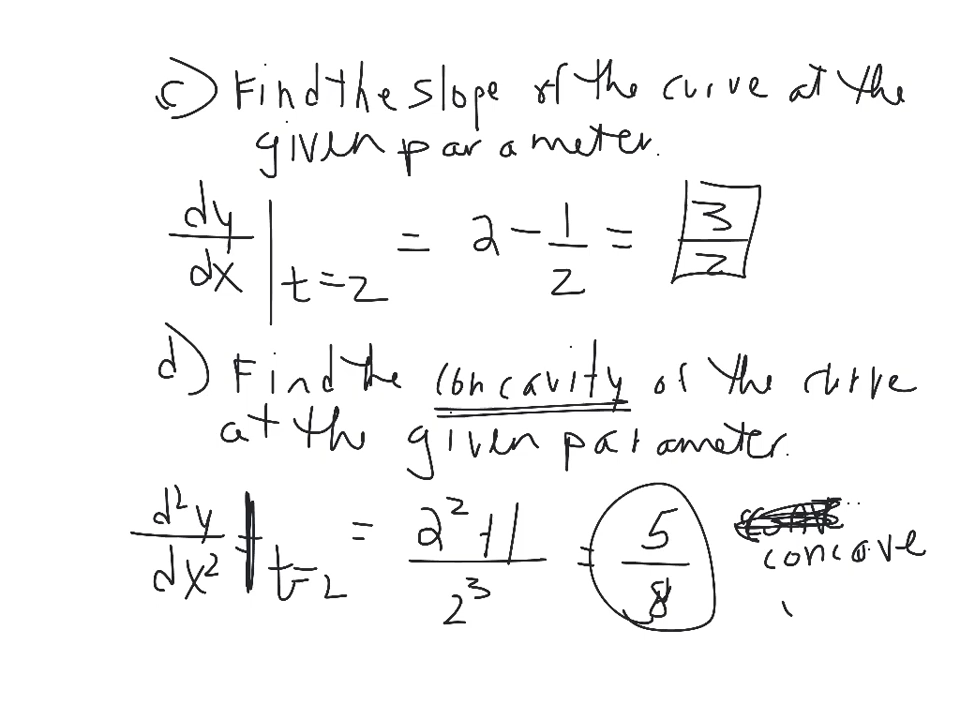 c) Find the slope of the curve at the
given parameter.
dy/dx |t=2 = 2 - 1/2 = 3/2
d) Find the concavity of the curve
at the given parameter.
d²y/dx² |t=2 = 2²+1/2³ = 5/8 concave